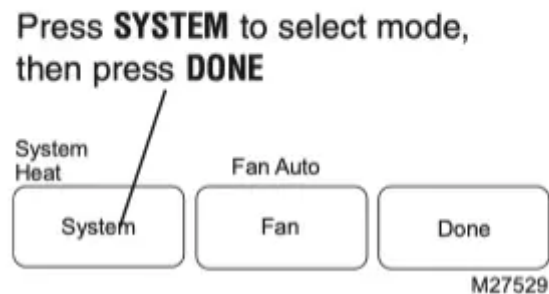 Press SYSTEM to select mode,
then press DONE
System
Heat
Fan Auto
System
Fan
Done
M27529